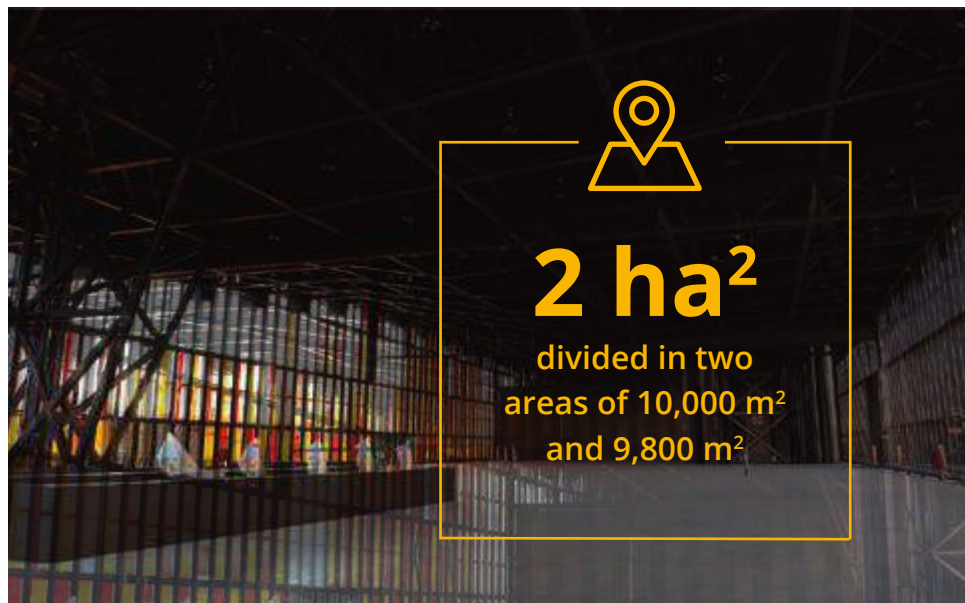 2 ha²
divided in two
areas of 10,000 m²
and 9,800 m²